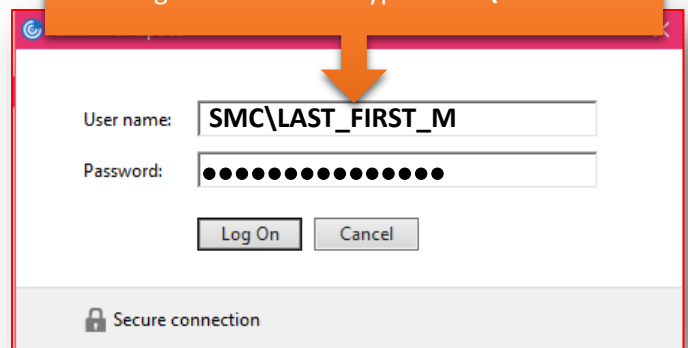 User name: SMC\LAST_FIRST_M
Password: ●●●●●●●●●●●●●●●
Log On Cancel
Secure connection